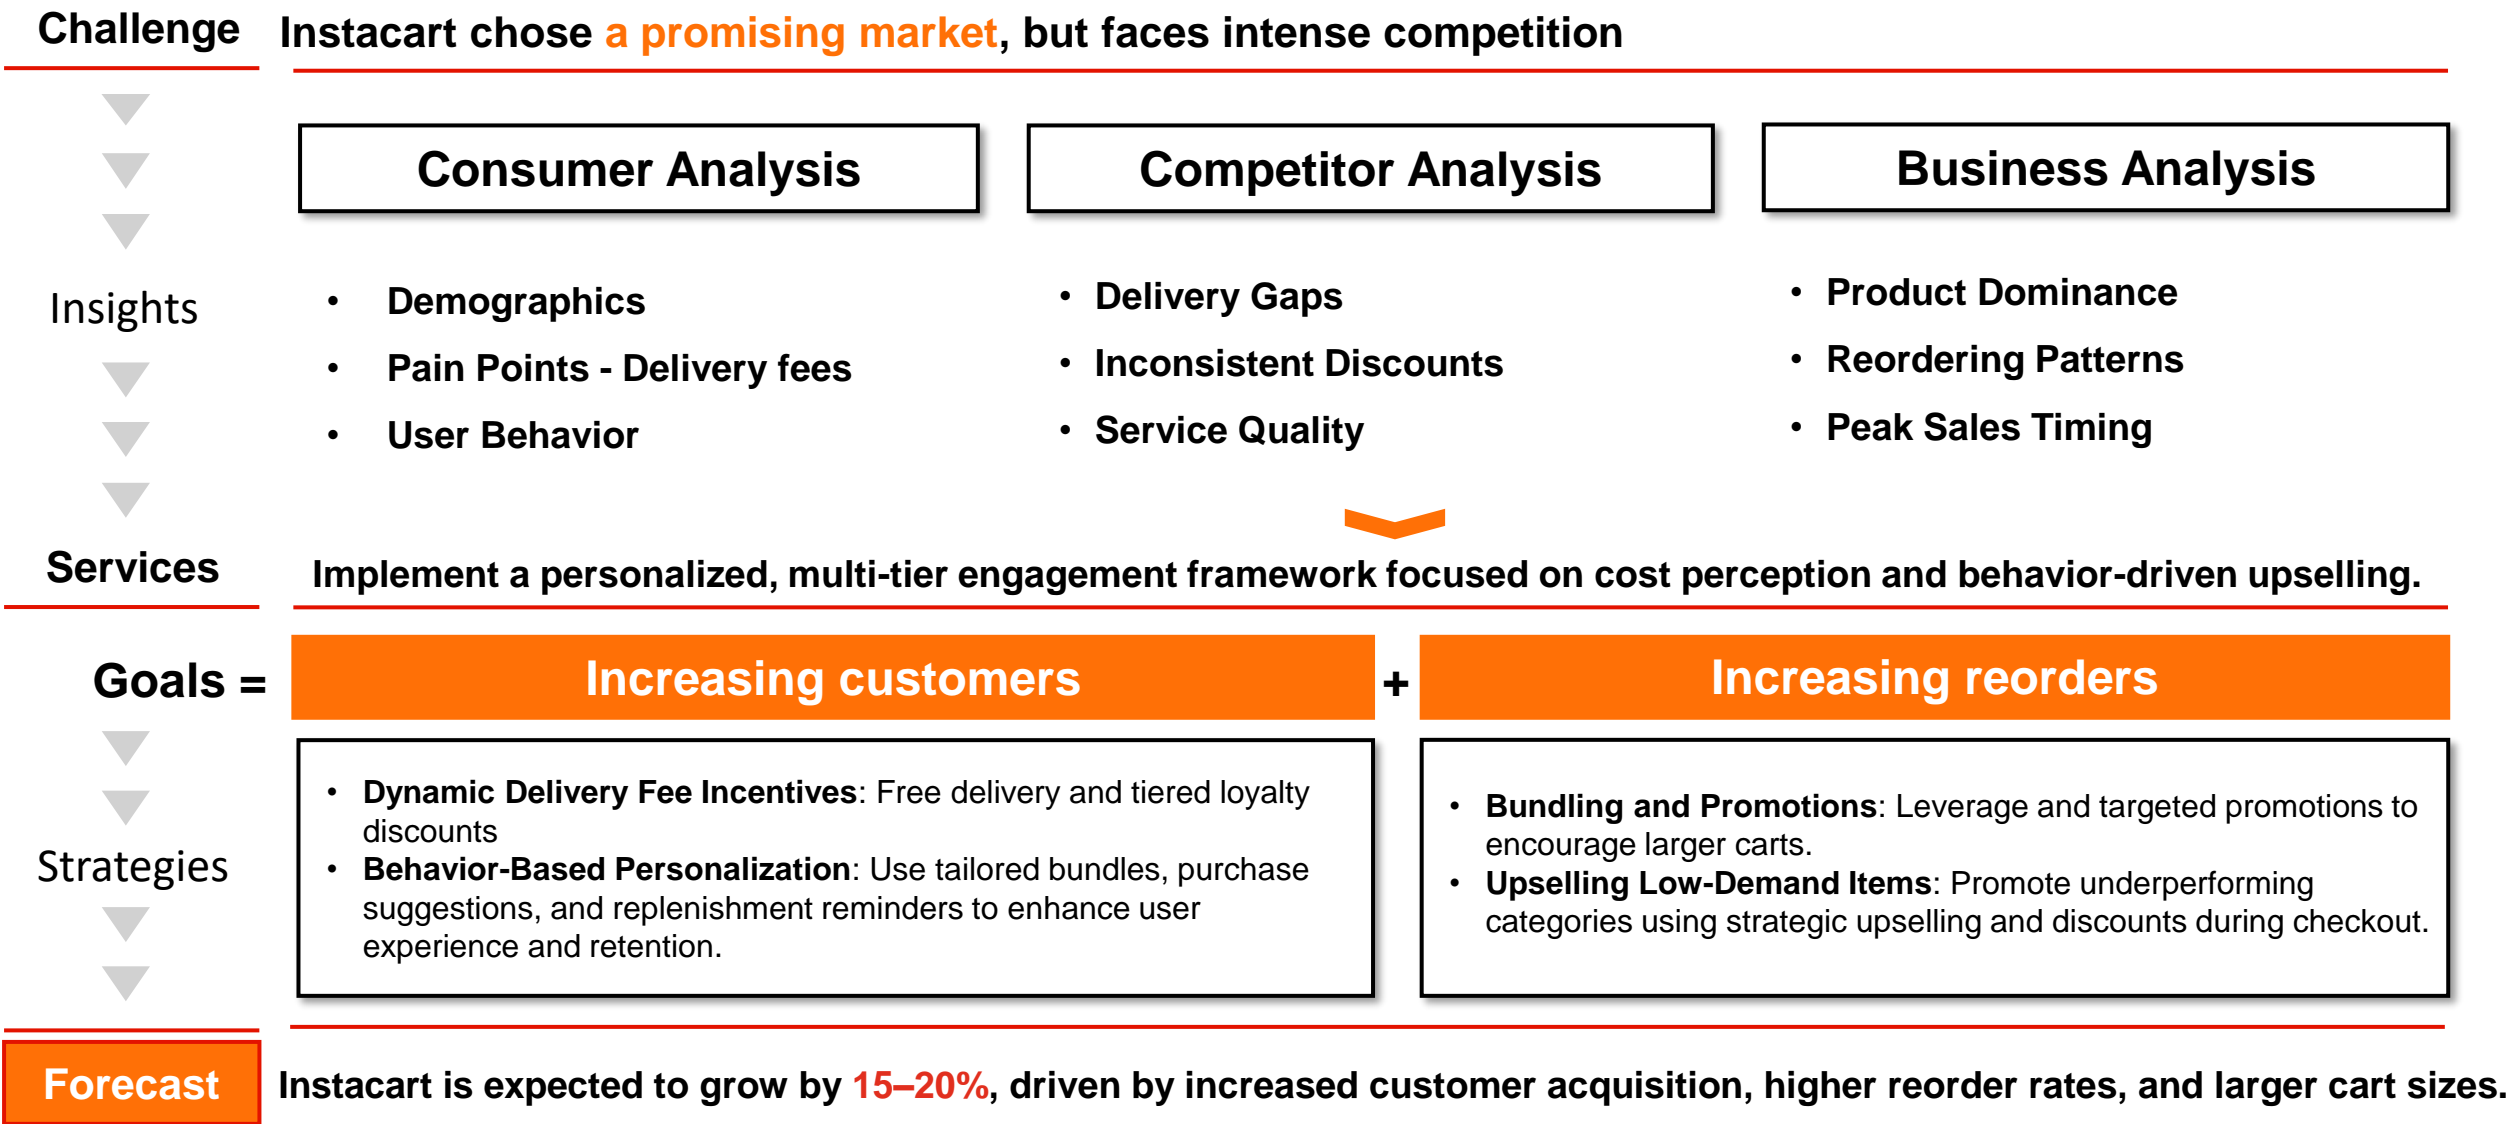 Challenge
Instacart chose a promising market, but faces intense competition
Consumer Analysis
Competitor Analysis
Business Analysis
Insights
• Demographics
• Pain Points - Delivery fees
• User Behavior
• Delivery Gaps
• Inconsistent Discounts
• Service Quality
• Product Dominance
• Reordering Patterns
• Peak Sales Timing
Services
Implement a personalized, multi-tier engagement framework focused on cost perception and behavior-driven upselling.
Goals =
Increasing customers
+
Increasing reorders
Strategies
• Dynamic Delivery Fee Incentives: Free delivery and tiered loyalty
discounts
• Behavior-Based Personalization: Use tailored bundles, purchase
suggestions, and replenishment reminders to enhance user
experience and retention.
• Bundling and Promotions: Leverage and targeted promotions to
encourage larger carts.
• Upselling Low-Demand Items: Promote underperforming
categories using strategic upselling and discounts during checkout.
Forecast
Instacart is expected to grow by 15–20%, driven by increased customer acquisition, higher reorder rates, and larger cart sizes.